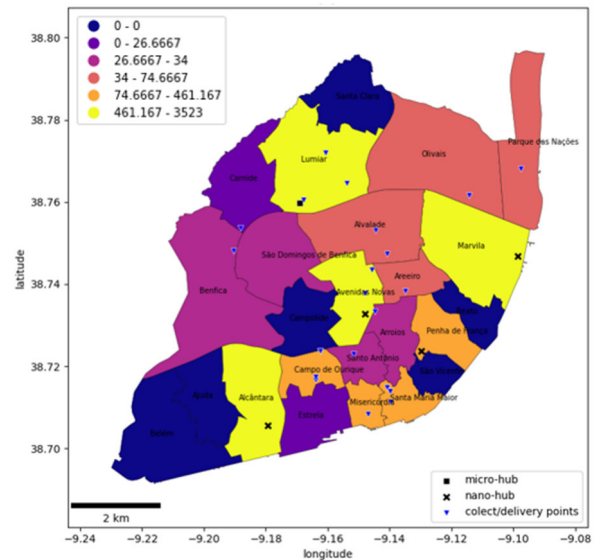 0 - 0
0 - 26.6667
26.6667 - 34
34 - 74.6667
74.6667 - 461.167
461.167 - 3523
38.80
38.78
38.76
38.74
38.72
38.70
latitude
Santa Clara
Lumiar
Olivais
Parque das Nações
Carnide
Alvalade
São Domingos de Benfica
Marvila
Areeiro
Benfica
Avenidas Novas
Beato
Campolide
Arroios
Penha de França
Santo António
Campo de Ourique
São Vicente
Ajuda
Alcântara
Misericórdia
Santa Maria Maior
Estrela
Belém
2 km
micro-hub
nano-hub
colect/delivery points
−9.24
−9.22
−9.20
−9.18
−9.16
−9.14
−9.12
−9.10
−9.08
longitude